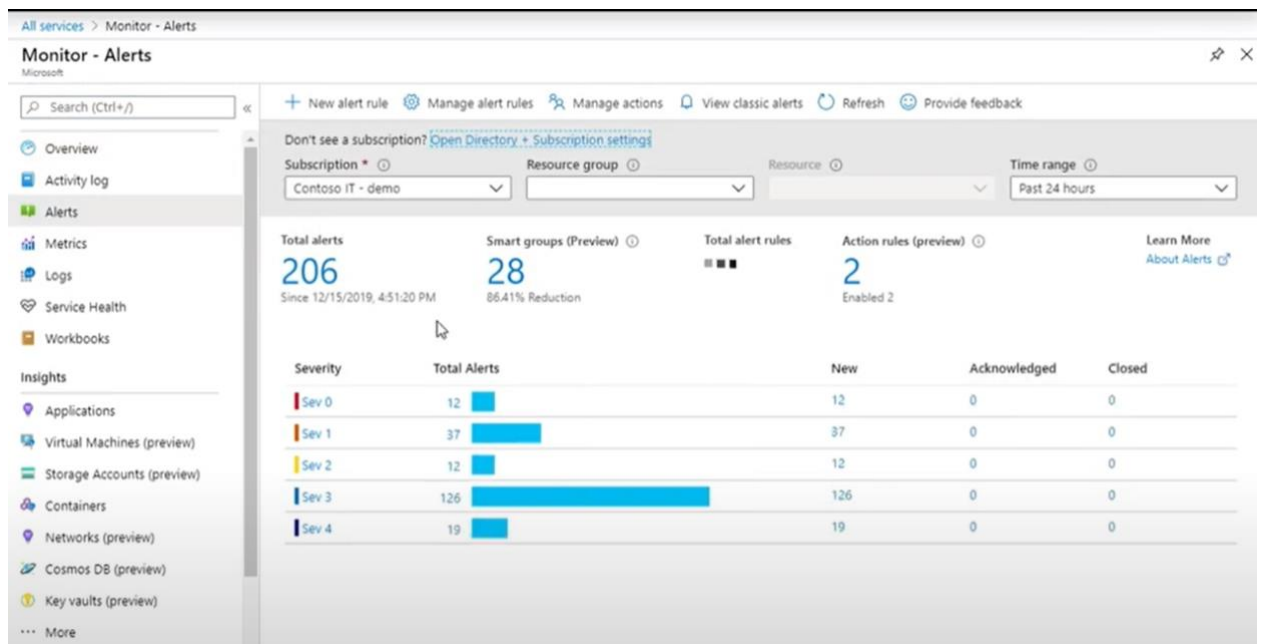 All services > Monitor - Alerts
Monitor - Alerts
Microsoft
Search (Ctrl+/)
«
Overview
Activity log
Alerts
Metrics
Logs
Service Health
Workbooks
Insights
Applications
Virtual Machines (preview)
Storage Accounts (preview)
Containers
Networks (preview)
Cosmos DB (preview)
Key vaults (preview)
··· More
New alert rule Manage alert rules Manage actions View classic alerts Refresh Provide feedback
Don't see a subscription? Open Directory + Subscription settings
Subscription * Resource group Resource Time range
Contoso IT - demo Past 24 hours
Total alerts Smart groups (Preview) Total alert rules Action rules (preview) Learn More
206 28 2 About Alerts
Since 12/15/2019, 4:51:20 PM 86.41% Reduction Enabled 2
Severity Total Alerts New Acknowledged Closed
Sev 0 12 12 0 0
Sev 1 37 37 0 0
Sev 2 12 12 0 0
Sev 3 126 126 0 0
Sev 4 19 19 0 0